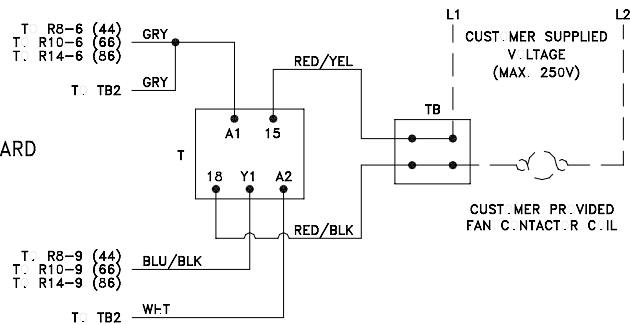 L1
L2
TO R8-6 (44)
T. R10-6 (66)
T. R14-6 (86)
GRY
GRY
T. TB2
RED/YEL
CUST.MER SUPPLIED
V.LTAGE
(MAX. 250V)
TB
A1
15
ARD
T
18
Y1
A2
RED/BLK
CUST.MER PR.VIDED
FAN C.NTACT.R C.IL
T. R8-9 (44)
T. R10-9 (66)
T. R14-9 (86)
BLU/BLK
T. TB2
WHT